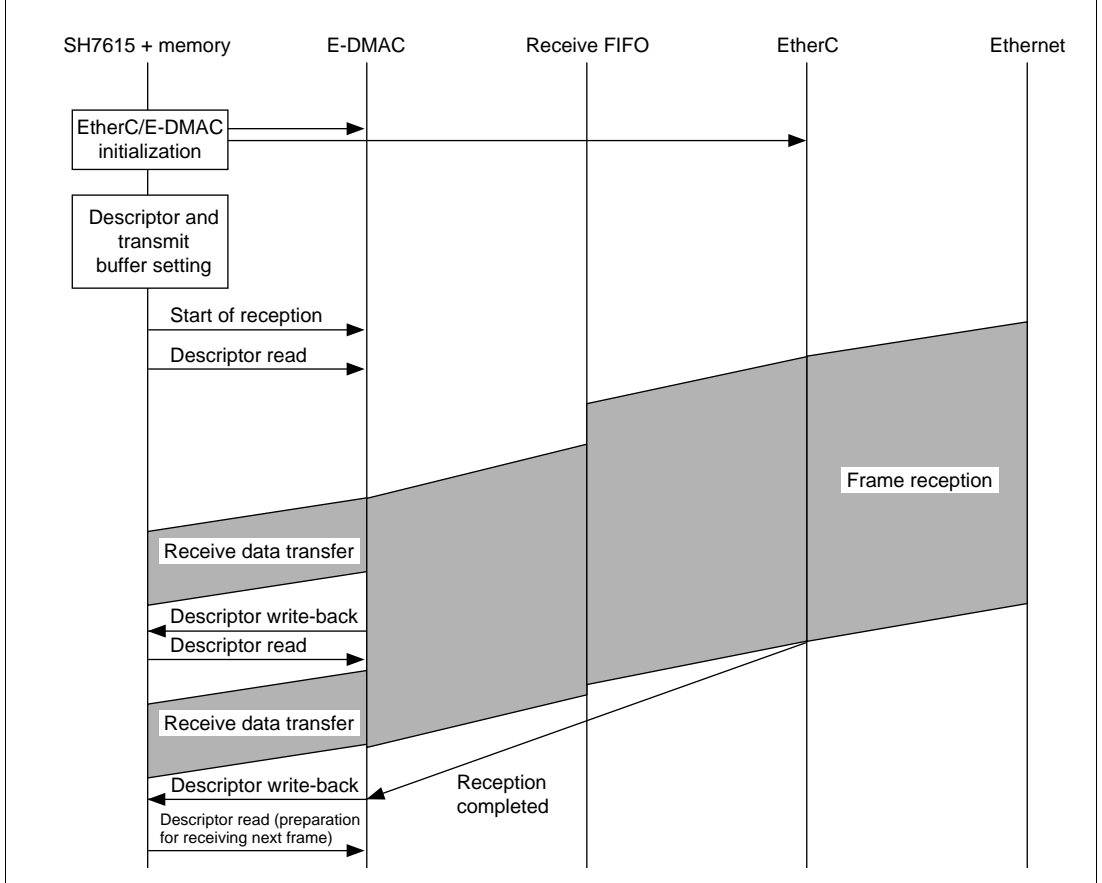 SH7615 + memory
E-DMAC
Receive FIFO
EtherC
Ethernet
EtherC/E-DMAC
initialization
Descriptor and
transmit
buffer setting
Start of reception
Descriptor read
Frame reception
Receive data transfer
Descriptor write-back
Descriptor read
Receive data transfer
Descriptor write-back
Reception
completed
Descriptor read (preparation
for receiving next frame)